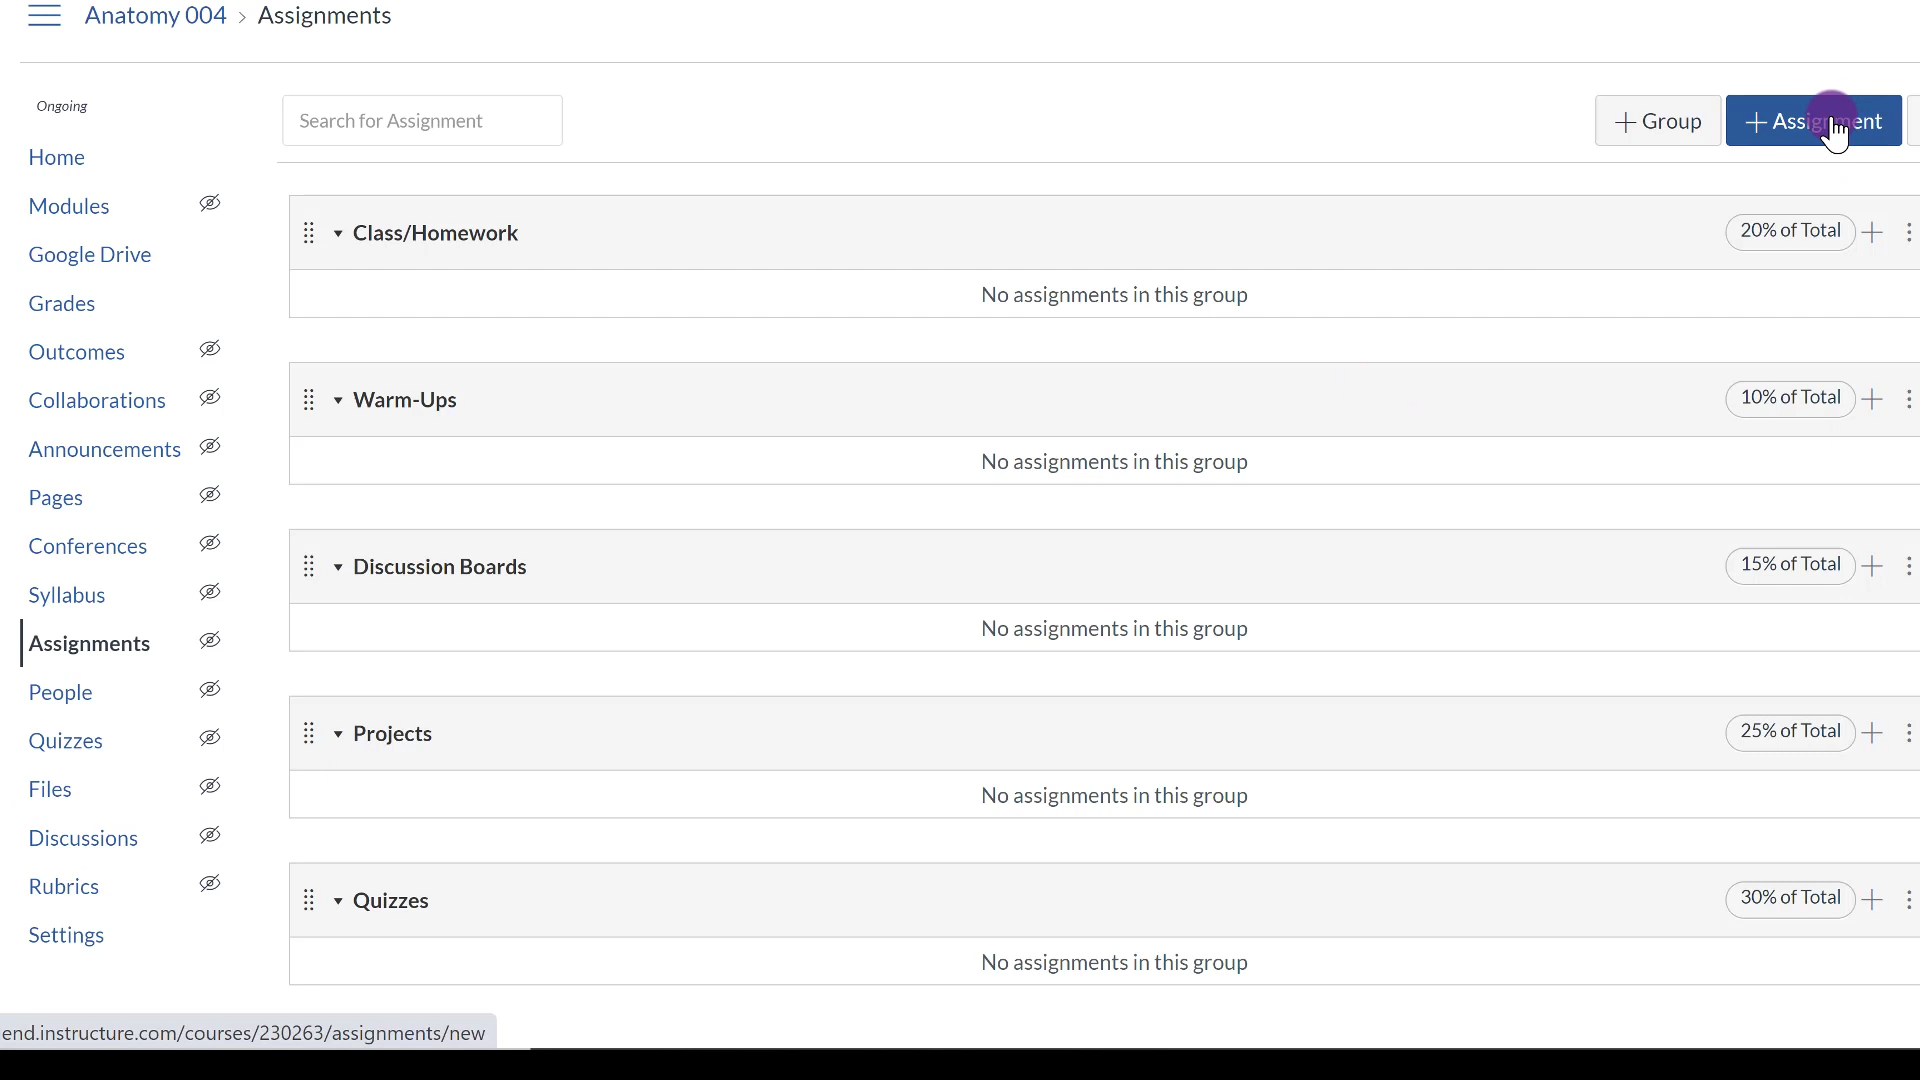 Anatomy 004 > Assignments
Ongoing
Home
Modules
Google Drive
Grades
Outcomes
Collaborations
Announcements
Pages
Conferences
Syllabus
Assignments
People
Quizzes
Files
Discussions
Rubrics
Settings
Search for Assignment
+ Group
+ Assignment
Class/Homework
20% of Total
No assignments in this group
Warm-Ups
10% of Total
No assignments in this group
Discussion Boards
15% of Total
No assignments in this group
Projects
25% of Total
No assignments in this group
Quizzes
30% of Total
No assignments in this group
end.instructure.com/courses/230263/assignments/new